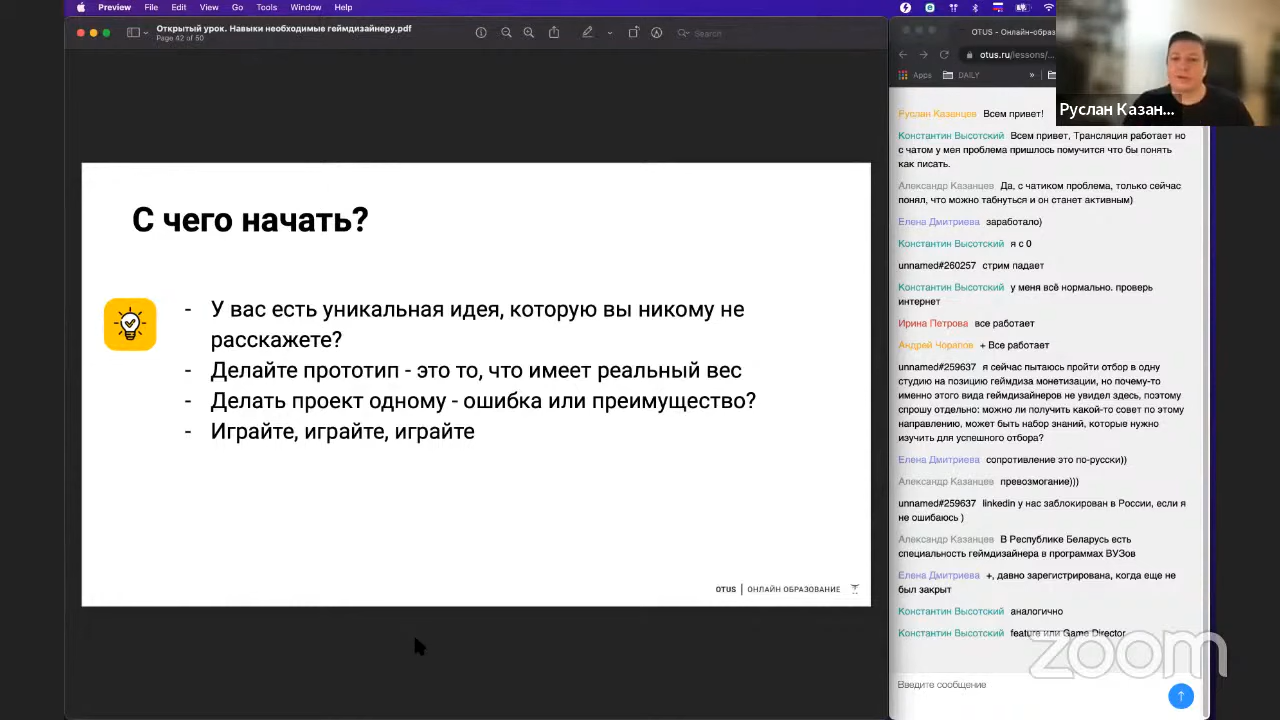 Preview File Edit View Go Tools Window Help
Открытый урок. Навыки необходимые геймдизайнеру.pdf
Page 42 of 50
Search
С чего начать?
- У вас есть уникальная идея, которую вы никому не
расскажете?
- Делайте прототип - это то, что имеет реальный вес
- Делать проект одному - ошибка или преимущество?
- Играйте, играйте, играйте
OTUS | ОНЛАЙН ОБРАЗОВАНИЕ
OTUS - Онлайн-обра
otus.ru/lessons/...
Apps DAILY »
Руслан Казан...
Руслан Казанцев Всем привет!
Константин Высотский Всем привет, Трансляция работает но
с чатом у мея проблема пришлось помучится что бы понять
как писать.
Александр Казанцев Да, с чатиком проблема, только сейчас
понял, что можно табнуться и он станет активным)
Елена Дмитриева заработало)
Константин Высотский я с 0
unnamed#260257 стрим падает
Константин Высотский у меня всё нормально. проверь
интернет
Ирина Петрова все работает
Андрей Чорапов + Все работает
unnamed#259637 я сейчас пытаюсь пройти отбор в одну
студию на позицию геймдиза монетизации, но почему-то
именно этого вида геймдизайнеров не увидел здесь, поэтому
спрошу отдельно: можно ли получить какой-то совет по этому
направлению, может быть набор знаний, которые нужно
изучить для успешного отбора?
Елена Дмитриева сопротивление это по-русски))
Александр Казанцев превозмогание)))
unnamed#259637 linkedin у нас заблокирован в России, если я
не ошибаюсь )
Александр Казанцев В Республике Беларусь есть
специальность геймдизайнера в программах ВУЗов
Елена Дмитриева +, давно зарегистрирована, когда еще не
был закрыт
Константин Высотский аналогично
Константин Высотский feature или Game Director
zoom
Введите сообщение